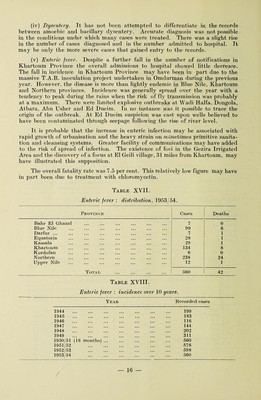 (iv) Dysentery. It has not been attempted to differentiate in the records
between amoebic and bacillary dysentery. Accurate diagnosis was not possible
in the conditions under which many cases were treated. There was a slight rise
in the number of cases diagnosed and in the number admitted to hospital. It
may be only the more severe cases that gained entry to the records.
(v) Enteric fever. Despite a further fall in the number of notifications in
Khartoum Province the overall admissions to hospital showed little decrease.
The fall in incidence in Khartoum Province may have been in part due to the
massive T.A.B. inoculation project undertaken in Omdurman during the previous
year. However, the disease is more than lightly endemic in Blue Nile, Khartoum
and Northern provinces. Incidence was generally spread over the year with a
tendency to peak during the rains when the risk of fly transmission was probably
at a maximum. There were limited explosive outbreaks at Wadi Halfa, Dongola,
Atbara, Abu Usher and Ed Dueim. In no instance was it possible to trace the
origin of the outbreak. At Ed Dueim suspicion was cast upon wells believed to
have been contaminated through seepage following the rise of river level.
It is probable that the increase in enteric infection may be associated with
rapid growth of urbanization and the heavy strain on sometimes primitive sanita-
tion and cleansing systems. Greater facility of communications may have added
to the risk of spread of infection. The existence of foci in the Gezira Irrigated
Area and the discovery of a focus at El Geili village, 31 miles from Khartoum, may
have illustrated this supposition.
The overall fatality rate was 7.5 per cent. This relatively low figure may have
in part been due to treatment with chloromycetin.
TABLE XVII.
Enteric fever : distribution, 1953/54.
PROVINCE Cases Deaths
Bahr El Ghazal ... 7 0
Blue Nile ... 99 6
Darfur ... 7 1
Equatoria ... 28 1
Kassala ... 29 1
Khartoum ... 134 8
Kordofan ... 6 0
Northern ... 238 24
Upper Nile ... 12 1
TOTAL ... 560 42
TABLE XVIII.
Enteric fever : incidence over 10 years.
YEAR Recorded cases
1944 ... 199
1945 ... 143
1946 ... 116
1947 ... 144
1948 ... 202
1949 ... 311
1950/51 (18 months) ... 560
1951/52 ... 578
1952/53 ... 598
1953/54 ... 560
— 16 —